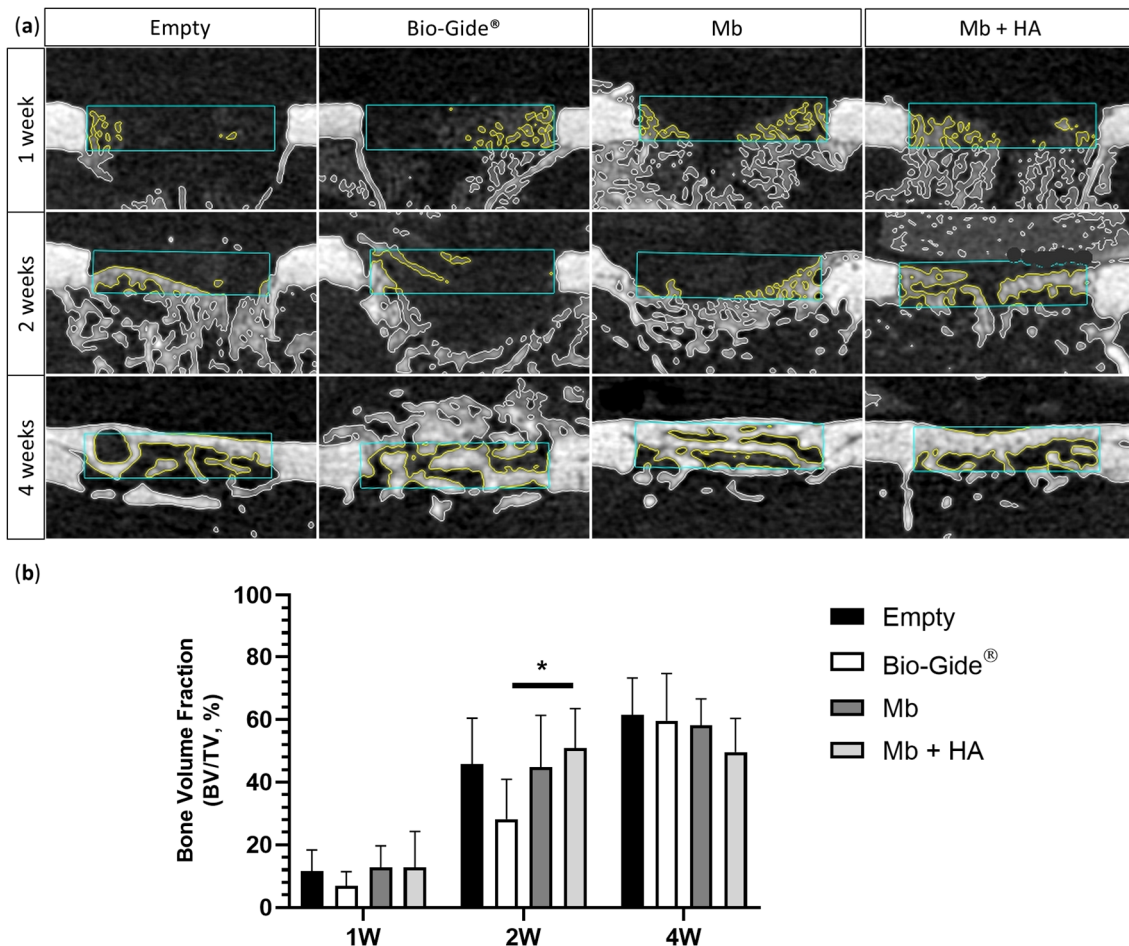 (a)
Empty
Bio-Gide®
Mb
Mb + HA
1 week
2 weeks
4 weeks
(b)
Bone Volume Fraction
(BV/TV, %)
100
80
60
40
20
0
*
1W
2W
4W
Empty
Bio-Gide®
Mb
Mb + HA